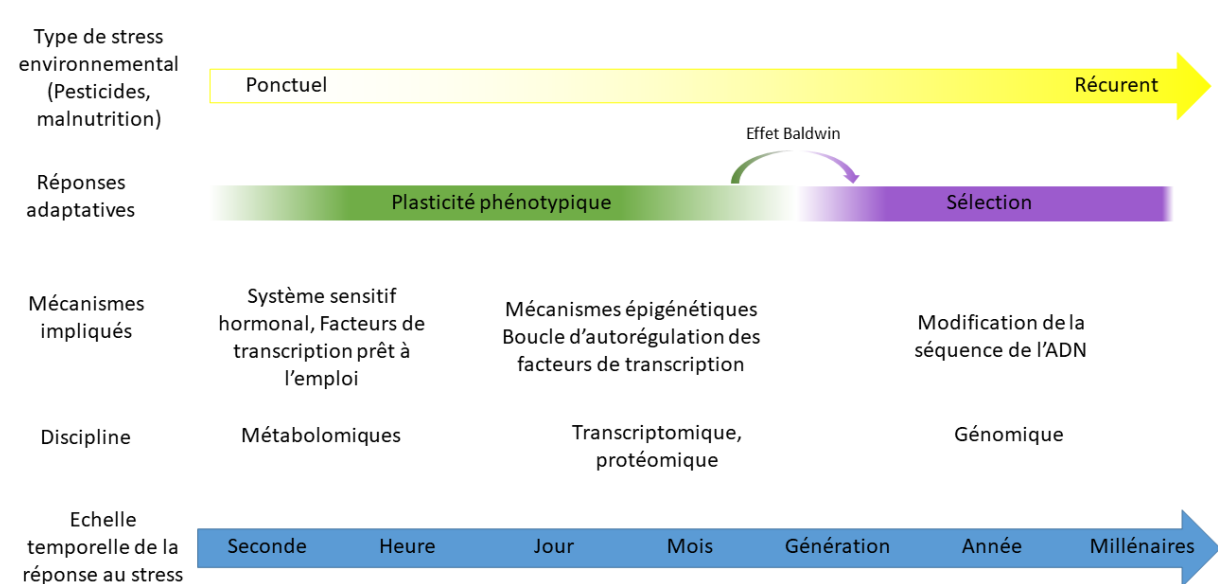 Type de stress
environnemental
(Pesticides,
malnutrition)
Ponctuel
Récurent
Effet Baldwin
Réponses
adaptatives
Plasticité phénotypique
Sélection
Mécanismes
impliqués
Système sensitif
hormonal, Facteurs de
transcription prêt à
l’emploi
Mécanismes épigénétiques
Boucle d’autorégulation des
facteurs de transcription
Modification de la
séquence de l’ADN
Discipline
Métabolomiques
Transcriptomique,
protéomique
Génomique
Echelle
temporelle de la
réponse au stress
Seconde Heure Jour Mois Génération Année Millénaires